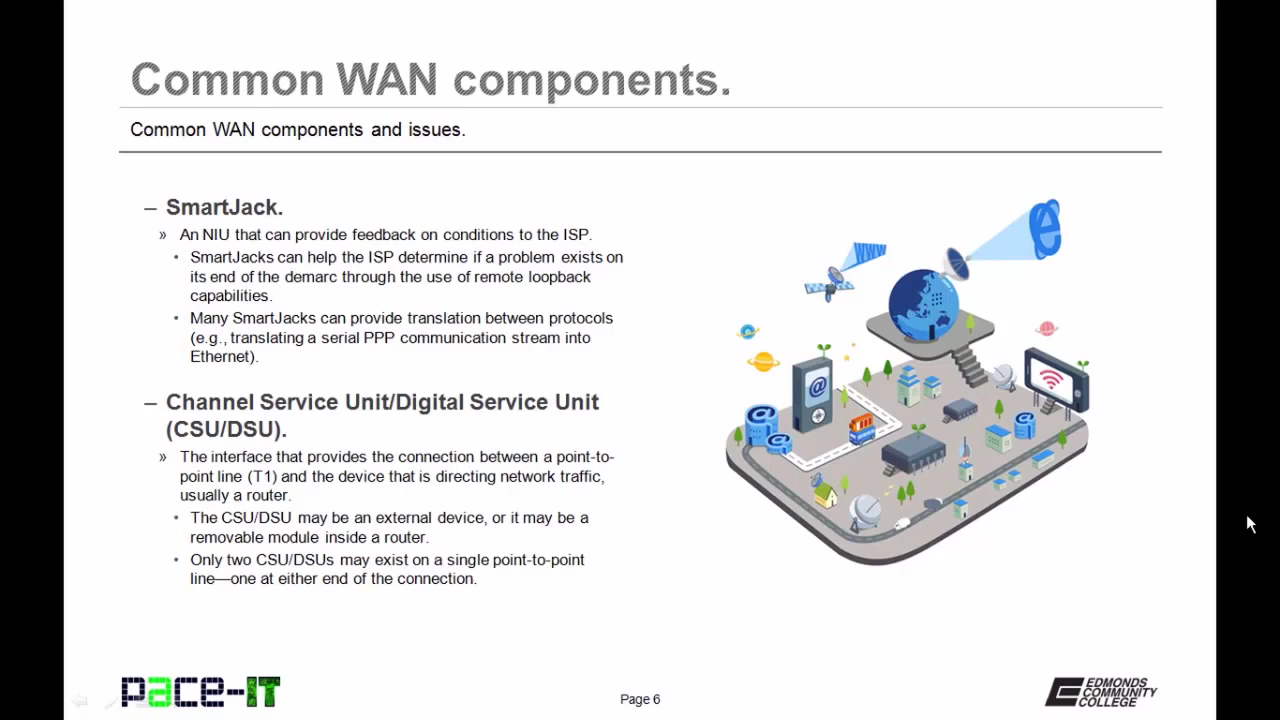 Common WAN components.
Common WAN components and issues.
– SmartJack.
» An NIU that can provide feedback on conditions to the ISP.
• SmartJacks can help the ISP determine if a problem exists on
its end of the demarc through the use of remote loopback
capabilities.
• Many SmartJacks can provide translation between protocols
(e.g., translating a serial PPP communication stream into
Ethernet).
– Channel Service Unit/Digital Service Unit
(CSU/DSU).
» The interface that provides the connection between a point-to-
point line (T1) and the device that is directing network traffic,
usually a router.
• The CSU/DSU may be an external device, or it may be a
removable module inside a router.
• Only two CSU/DSUs may exist on a single point-to-point
line—one at either end of the connection.
www
e
@
@
@
@
pace-IT
Page 6
EDMONDS
COMMUNITY
COLLEGE